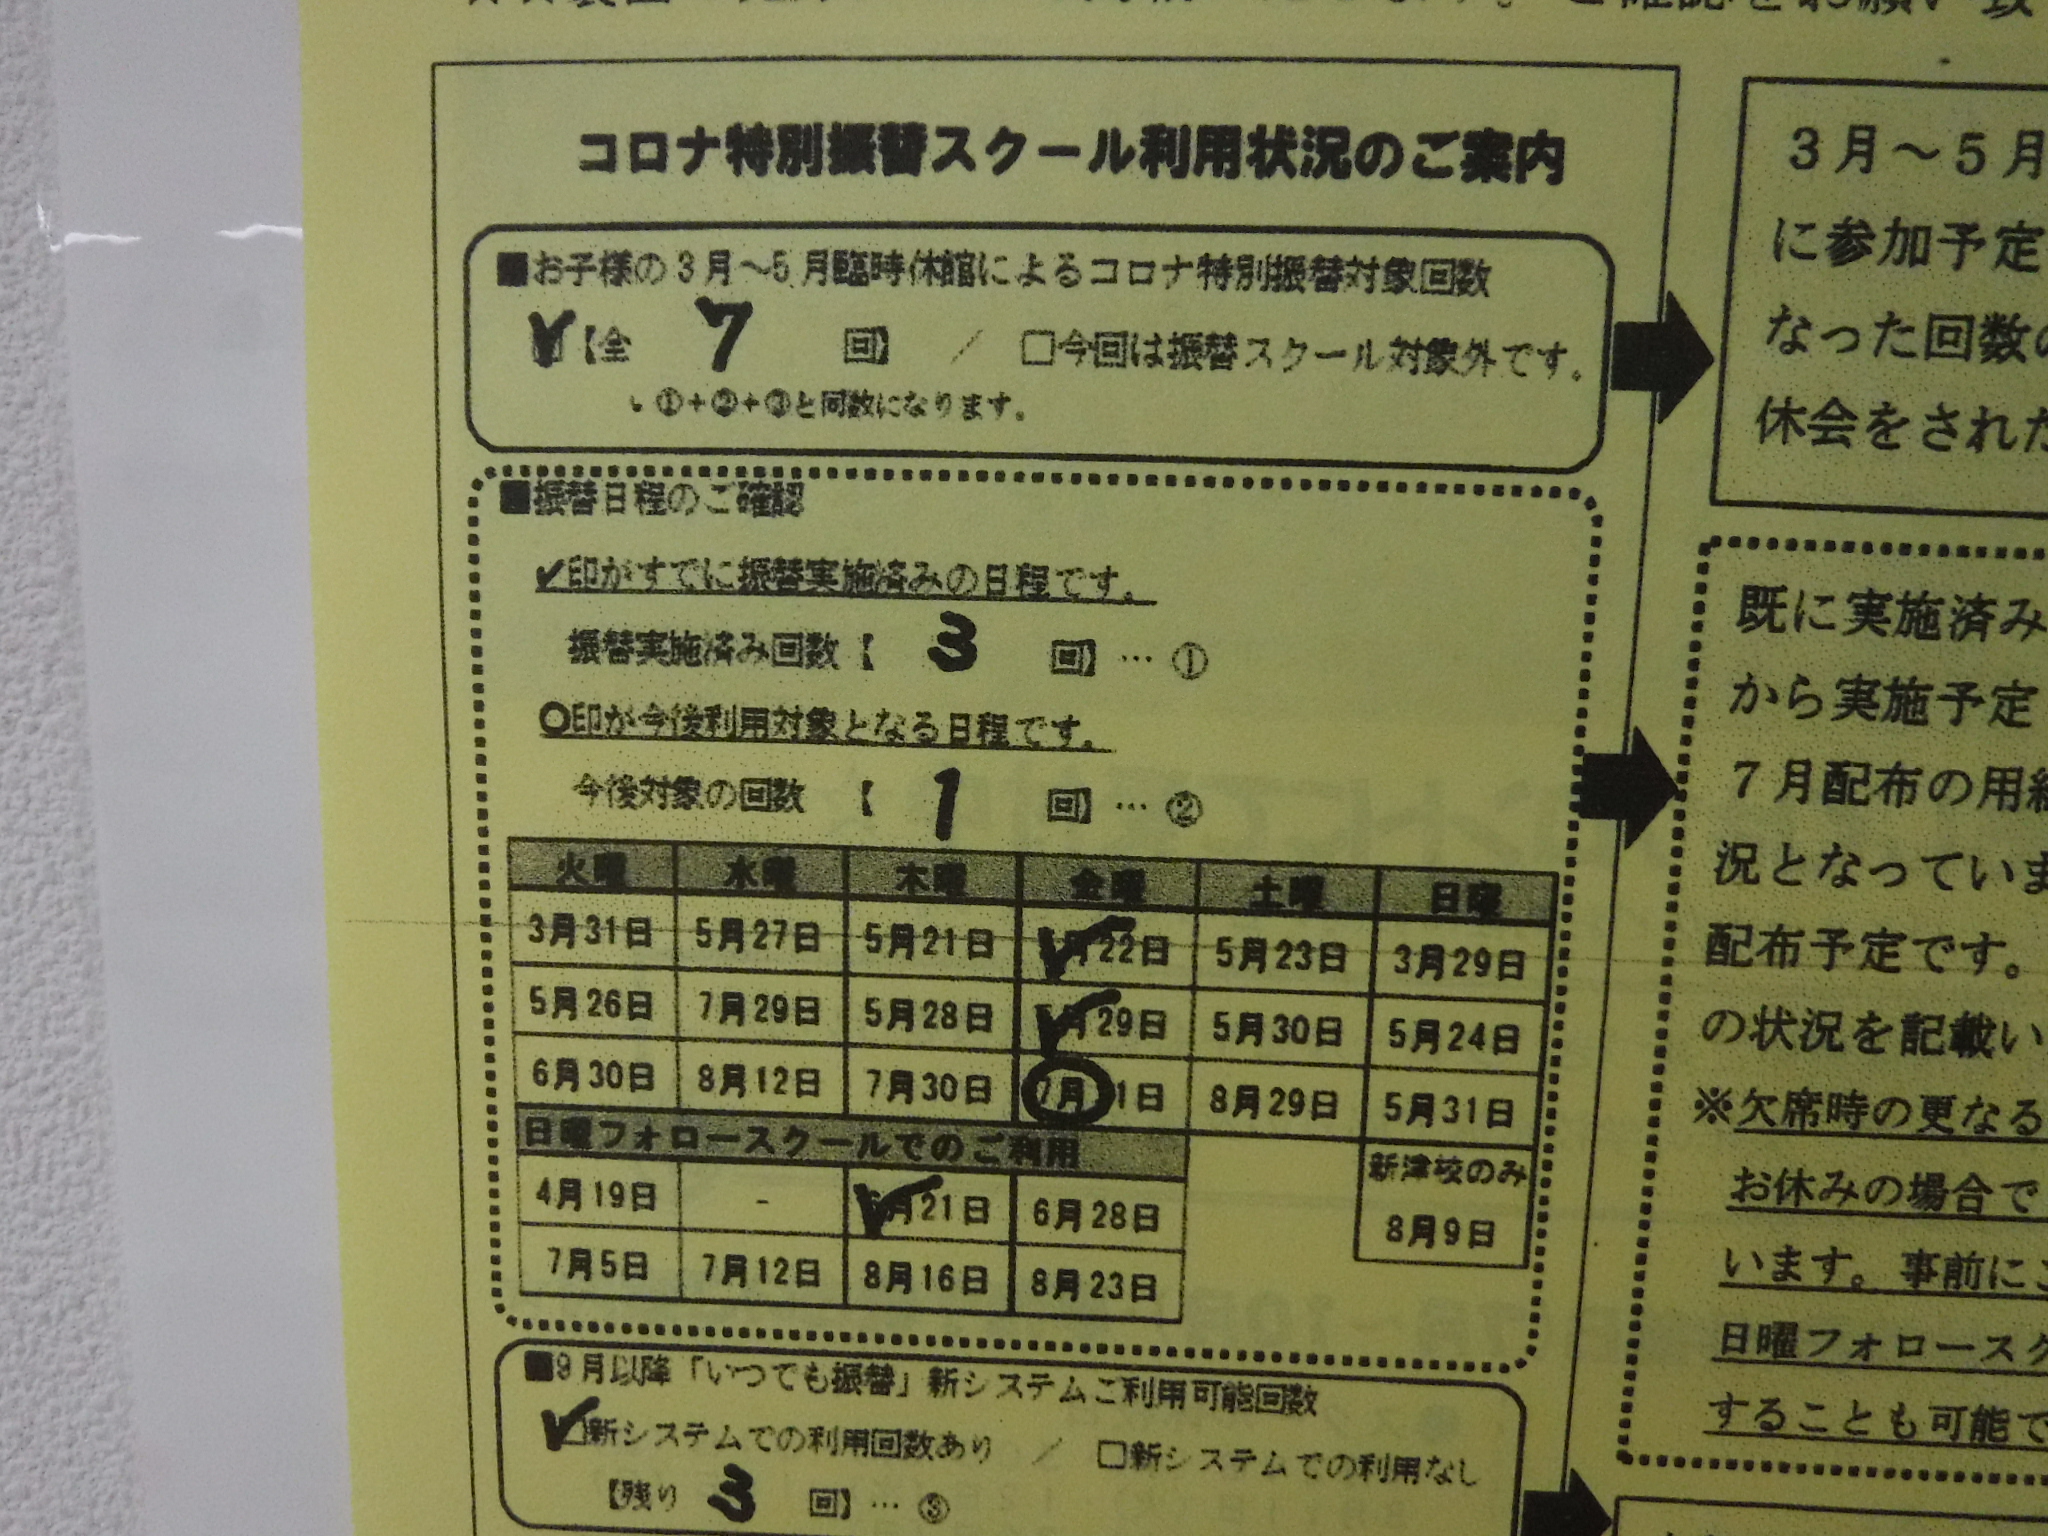 コロナ特別振替スクール利用状況のご案内
■お子様の3月～5月臨時休館によるコロナ特別振替対象回数
【全 7 回】 / □今回は振替スクール対象外です。
①+②+③と同数になります。
■振替日程のご確認
✓印がすでに振替実施済みの日程です。
振替実施済み回数【 3 回】… ①
○印が今後利用対象となる日程です。
今後対象の回数 【 1 回】… ②
火曜 水曜 木曜 金曜 土曜 日曜
3月31日 5月27日 5月21日 月22日 5月23日 3月29日
5月26日 7月29日 5月28日 月29日 5月30日 5月24日
6月30日 8月12日 7月30日 7月 1日 8月29日 5月31日
日曜フォロースクールでのご利用
新津校のみ
4月19日 - 6月21日 6月28日 8月9日
7月5日 7月12日 8月16日 8月23日
■9月以降「いつでも振替」新システムご利用可能回数
☑新システムでの利用回数あり / □新システムでの利用なし
【残り 3 回】… ③
3月～5月
に参加予定
なった回数の
休会をされた
既に実施済み
から実施予定
7月配布の用紙
況となっていま
配布予定です。
の状況を記載い
※欠席時の更なる
お休みの場合で
います。事前にご
日曜フォロースク
することも可能で